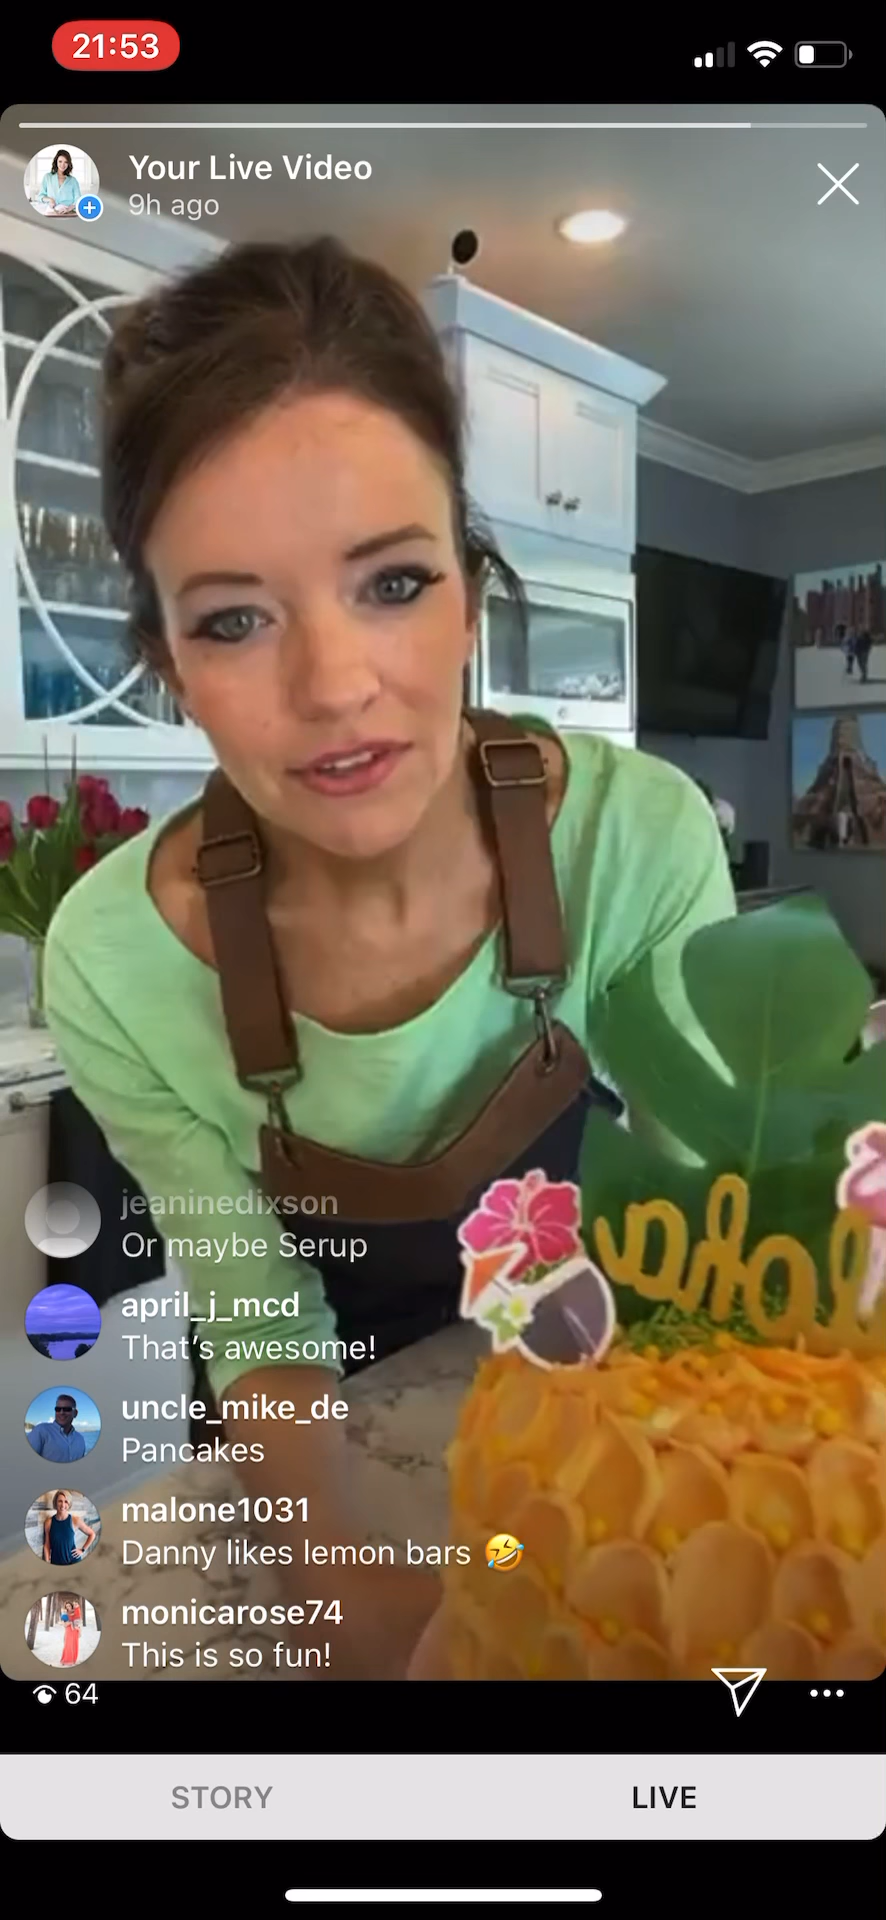 21:53
Your Live Video
9h ago
jeaninedixson
Or maybe Serup
april_j_mcd
That's awesome!
uncle_mike_de
Pancakes
malone1031
Danny likes lemon bars 🤣
monicarose74
This is so fun!
aloha
64
STORY
LIVE